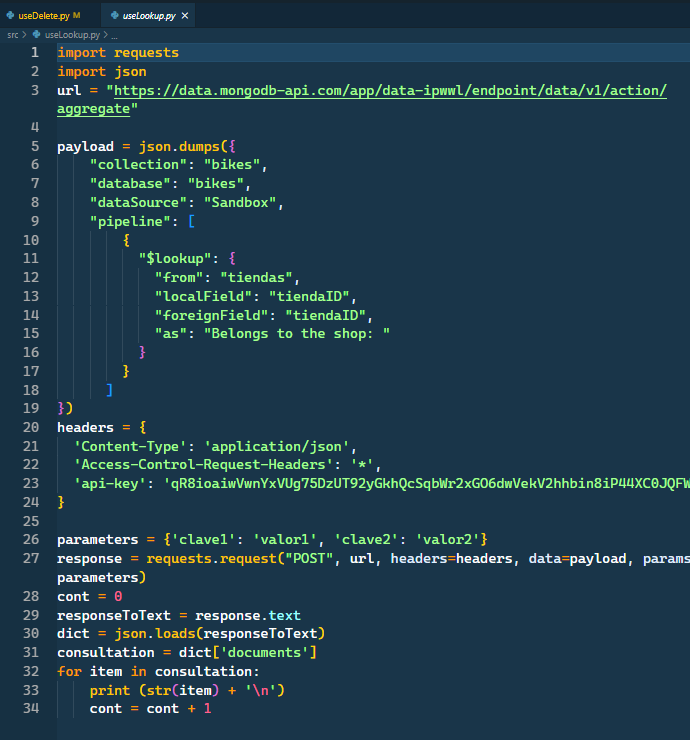 useDelete.py M
useLookup.py ×
src > useLookup.py > ...
1 import requests
2 import json
3 url = "https://data.mongodb-api.com/app/data-ipwwl/endpoint/data/v1/action/
aggregate"
4
5 payload = json.dumps({
6     "collection": "bikes",
7     "database": "bikes",
8     "dataSource": "Sandbox",
9     "pipeline": [
10         {
11           "$lookup": {
12             "from": "tiendas",
13             "localField": "tiendaID",
14             "foreignField": "tiendaID",
15             "as": "Belongs to the shop: "
16           }
17         }
18       ]
19 })
20 headers = {
21   'Content-Type': 'application/json',
22   'Access-Control-Request-Headers': '*',
23   'api-key': 'qR8ioaiwVwnYxVUg75DzUT92yGkhQcSqbWr2xGO6dwVekV2hhbin8iP44XC0JQFW
24 }
25
26 parameters = {'clave1': 'valor1', 'clave2': 'valor2'}
27 response = requests.request("POST", url, headers=headers, data=payload, params
parameters)
28 cont = 0
29 responseToText = response.text
30 dict = json.loads(responseToText)
31 consultation = dict['documents']
32 for item in consultation:
33     print (str(item) + '\n')
34     cont = cont + 1